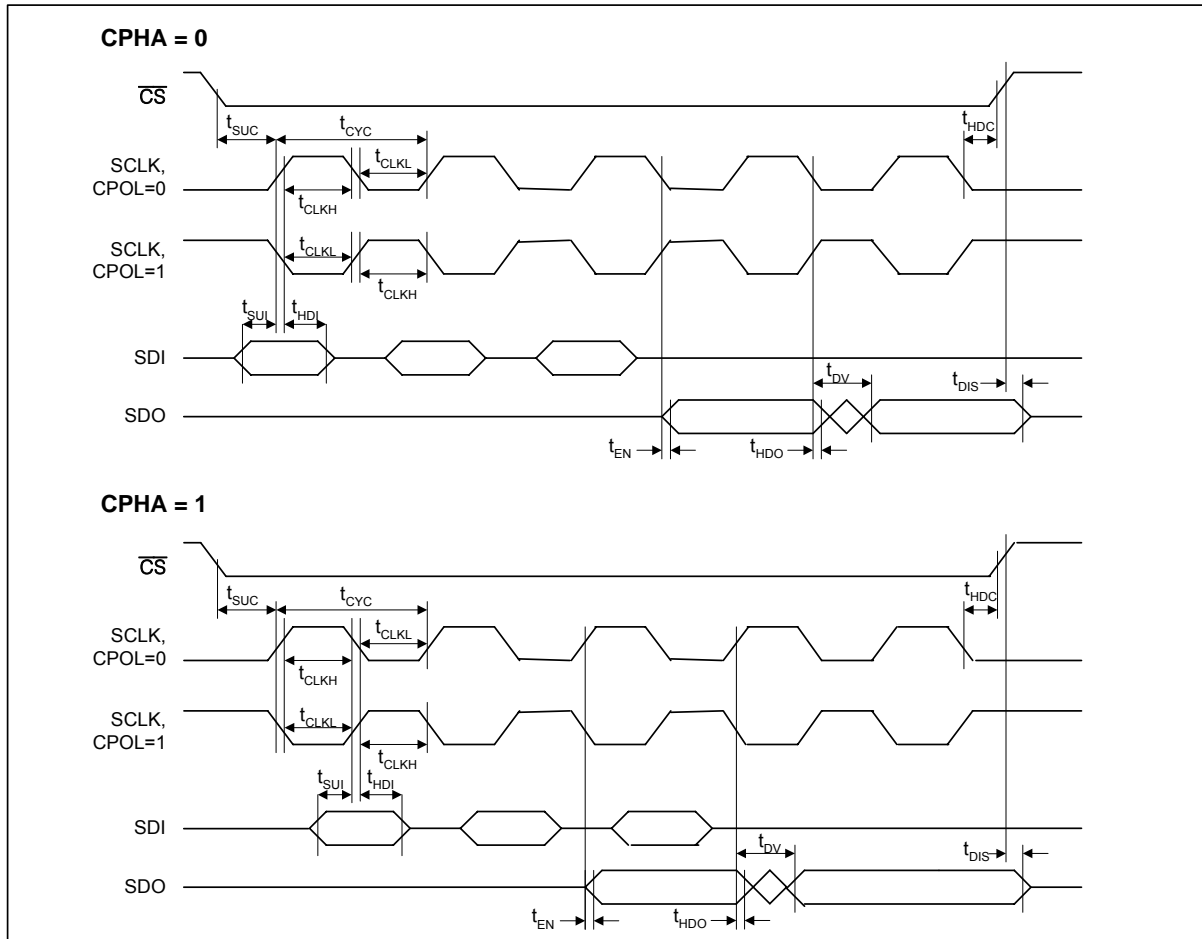 CPHA = 0
CS
tSUC
tCYC
tHDC
tCLKL
SCLK,
CPOL=0
tCLKH
SCLK,
CPOL=1
tCLKL
tCLKH
tSUI
tHDI
SDI
tDV
tDIS
SDO
tEN
tHDO
CPHA = 1
CS
tSUC
tCYC
tHDC
tCLKL
SCLK,
CPOL=0
tCLKH
SCLK,
CPOL=1
tCLKL
tCLKH
tSUI
tHDI
SDI
tDV
tDIS
SDO
tEN
tHDO